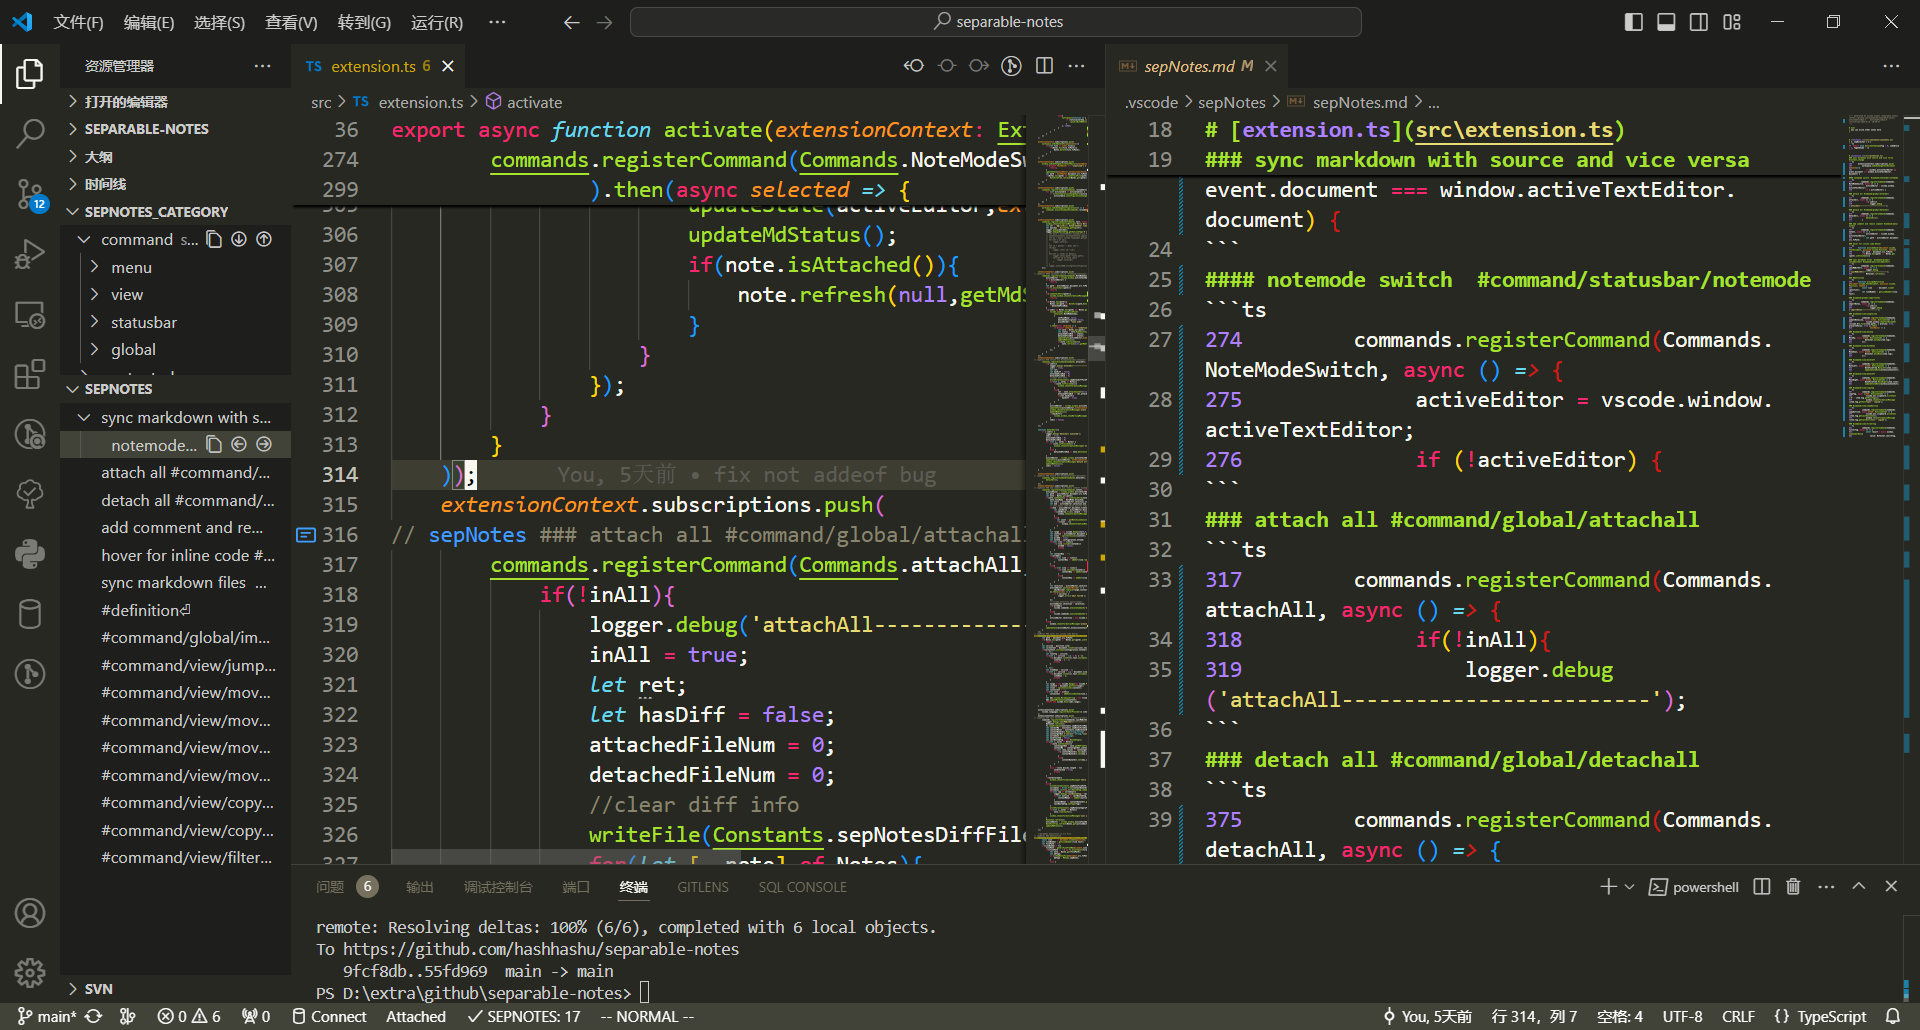 文件(F) 编辑(E) 选择(S) 查看(V) 转到(G) 运行(R) ··· separable-notes
资源管理器 ···
打开的编辑器
SEPARABLE-NOTES
大纲
时间线
SEPNOTES_CATEGORY
command s...
menu
view
statusbar
global
SEPNOTES
sync markdown with s...
notemode...
attach all #command/...
detach all #command/...
add comment and re...
hover for inline code #...
sync markdown files ...
#definition⏎
#command/global/im...
#command/view/jump...
#command/view/mov...
#command/view/mov...
#command/view/mov...
#command/view/mov...
#command/view/copy...
#command/view/copy...
#command/view/filter...
SVN
12
TS extension.ts 6
src > TS extension.ts > activate
36 export async function activate(extensionContext: Ex
274 commands.registerCommand(Commands.NoteModeSw
299 ).then(async selected => {
306 updateMdStatus();
307 if(note.isAttached()){
308 note.refresh(null,getMdS
309 }
310 }
311 });
312 }
313 }
314 )); You, 5天前 • fix not addeof bug
315 extensionContext.subscriptions.push(
316 // sepNotes ### attach all #command/global/attachall
317 commands.registerCommand(Commands.attachAll,
318 if(!inAll){
319 logger.debug('attachAll-------------
320 inAll = true;
321 let ret;
322 let hasDiff = false;
323 attachedFileNum = 0;
324 detachedFileNum = 0;
325 //clear diff info
326 writeFile(Constants.sepNotesDiffFile
327 for(let [ notel of Notes){
sepNotes.md M
.vscode > sepNotes > sepNotes.md > ...
18 # [extension.ts](src\extension.ts)
19 ### sync markdown with source and vice versa
event.document === window.activeTextEditor.
document) {
24 ```
25 #### notemode switch  #command/statusbar/notemode
26 ```ts
27 274 commands.registerCommand(Commands.
NoteModeSwitch, async () => {
28 275 activeEditor = vscode.window.
activeTextEditor;
29 276 if (!activeEditor) {
30 ```
31 ### attach all #command/global/attachall
32 ```ts
33 317 commands.registerCommand(Commands.
attachAll, async () => {
34 318 if(!inAll){
35 319 logger.debug
('attachAll-------------------------');
36 ```
37 ### detach all #command/global/detachall
38 ```ts
39 375 commands.registerCommand(Commands.
detachAll, async () => {
问题 6 输出 调试控制台 端口 终端 GITLENS SQL CONSOLE powershell
remote: Resolving deltas: 100% (6/6), completed with 6 local objects.
To https://github.com/hashhashu/separable-notes
9fcf8db..55fd969  main -> main
PS D:\extra\github\separable-notes>
main* 0 6 0 Connect Attached SEPNOTES: 17 -- NORMAL -- You, 5天前 行 314，列 7 空格: 4 UTF-8 CRLF {} TypeScript